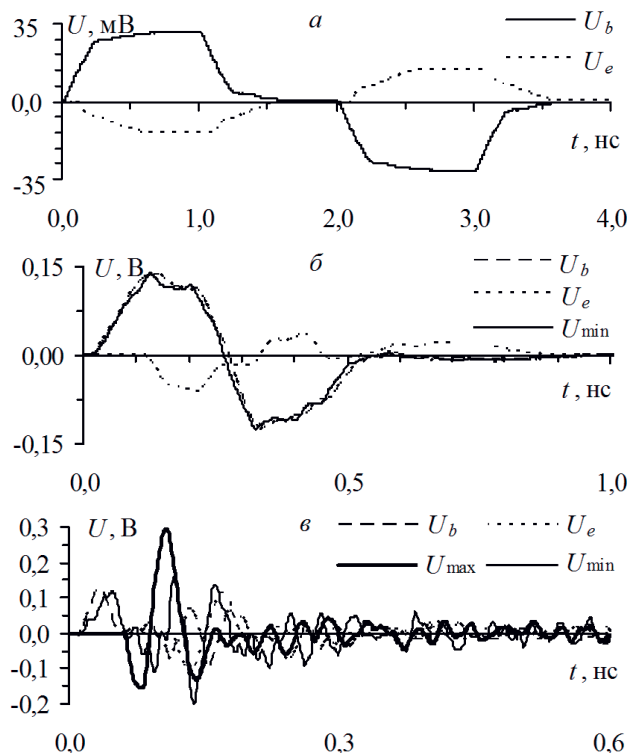 35
U, мВ
а
U_b
U_e
0,0
t, нс
-35
0,0 1,0 2,0 3,0 4,0
0,15
U, В
б
U_b
U_e
U_min
0,00
t, нс
-0,15
0,0 0,5 1,0
0,3
U, В
в
U_b U_e
0,2
U_max U_min
0,1
0,0
-0,1
t, нс
-0,2
0,0 0,3 0,6